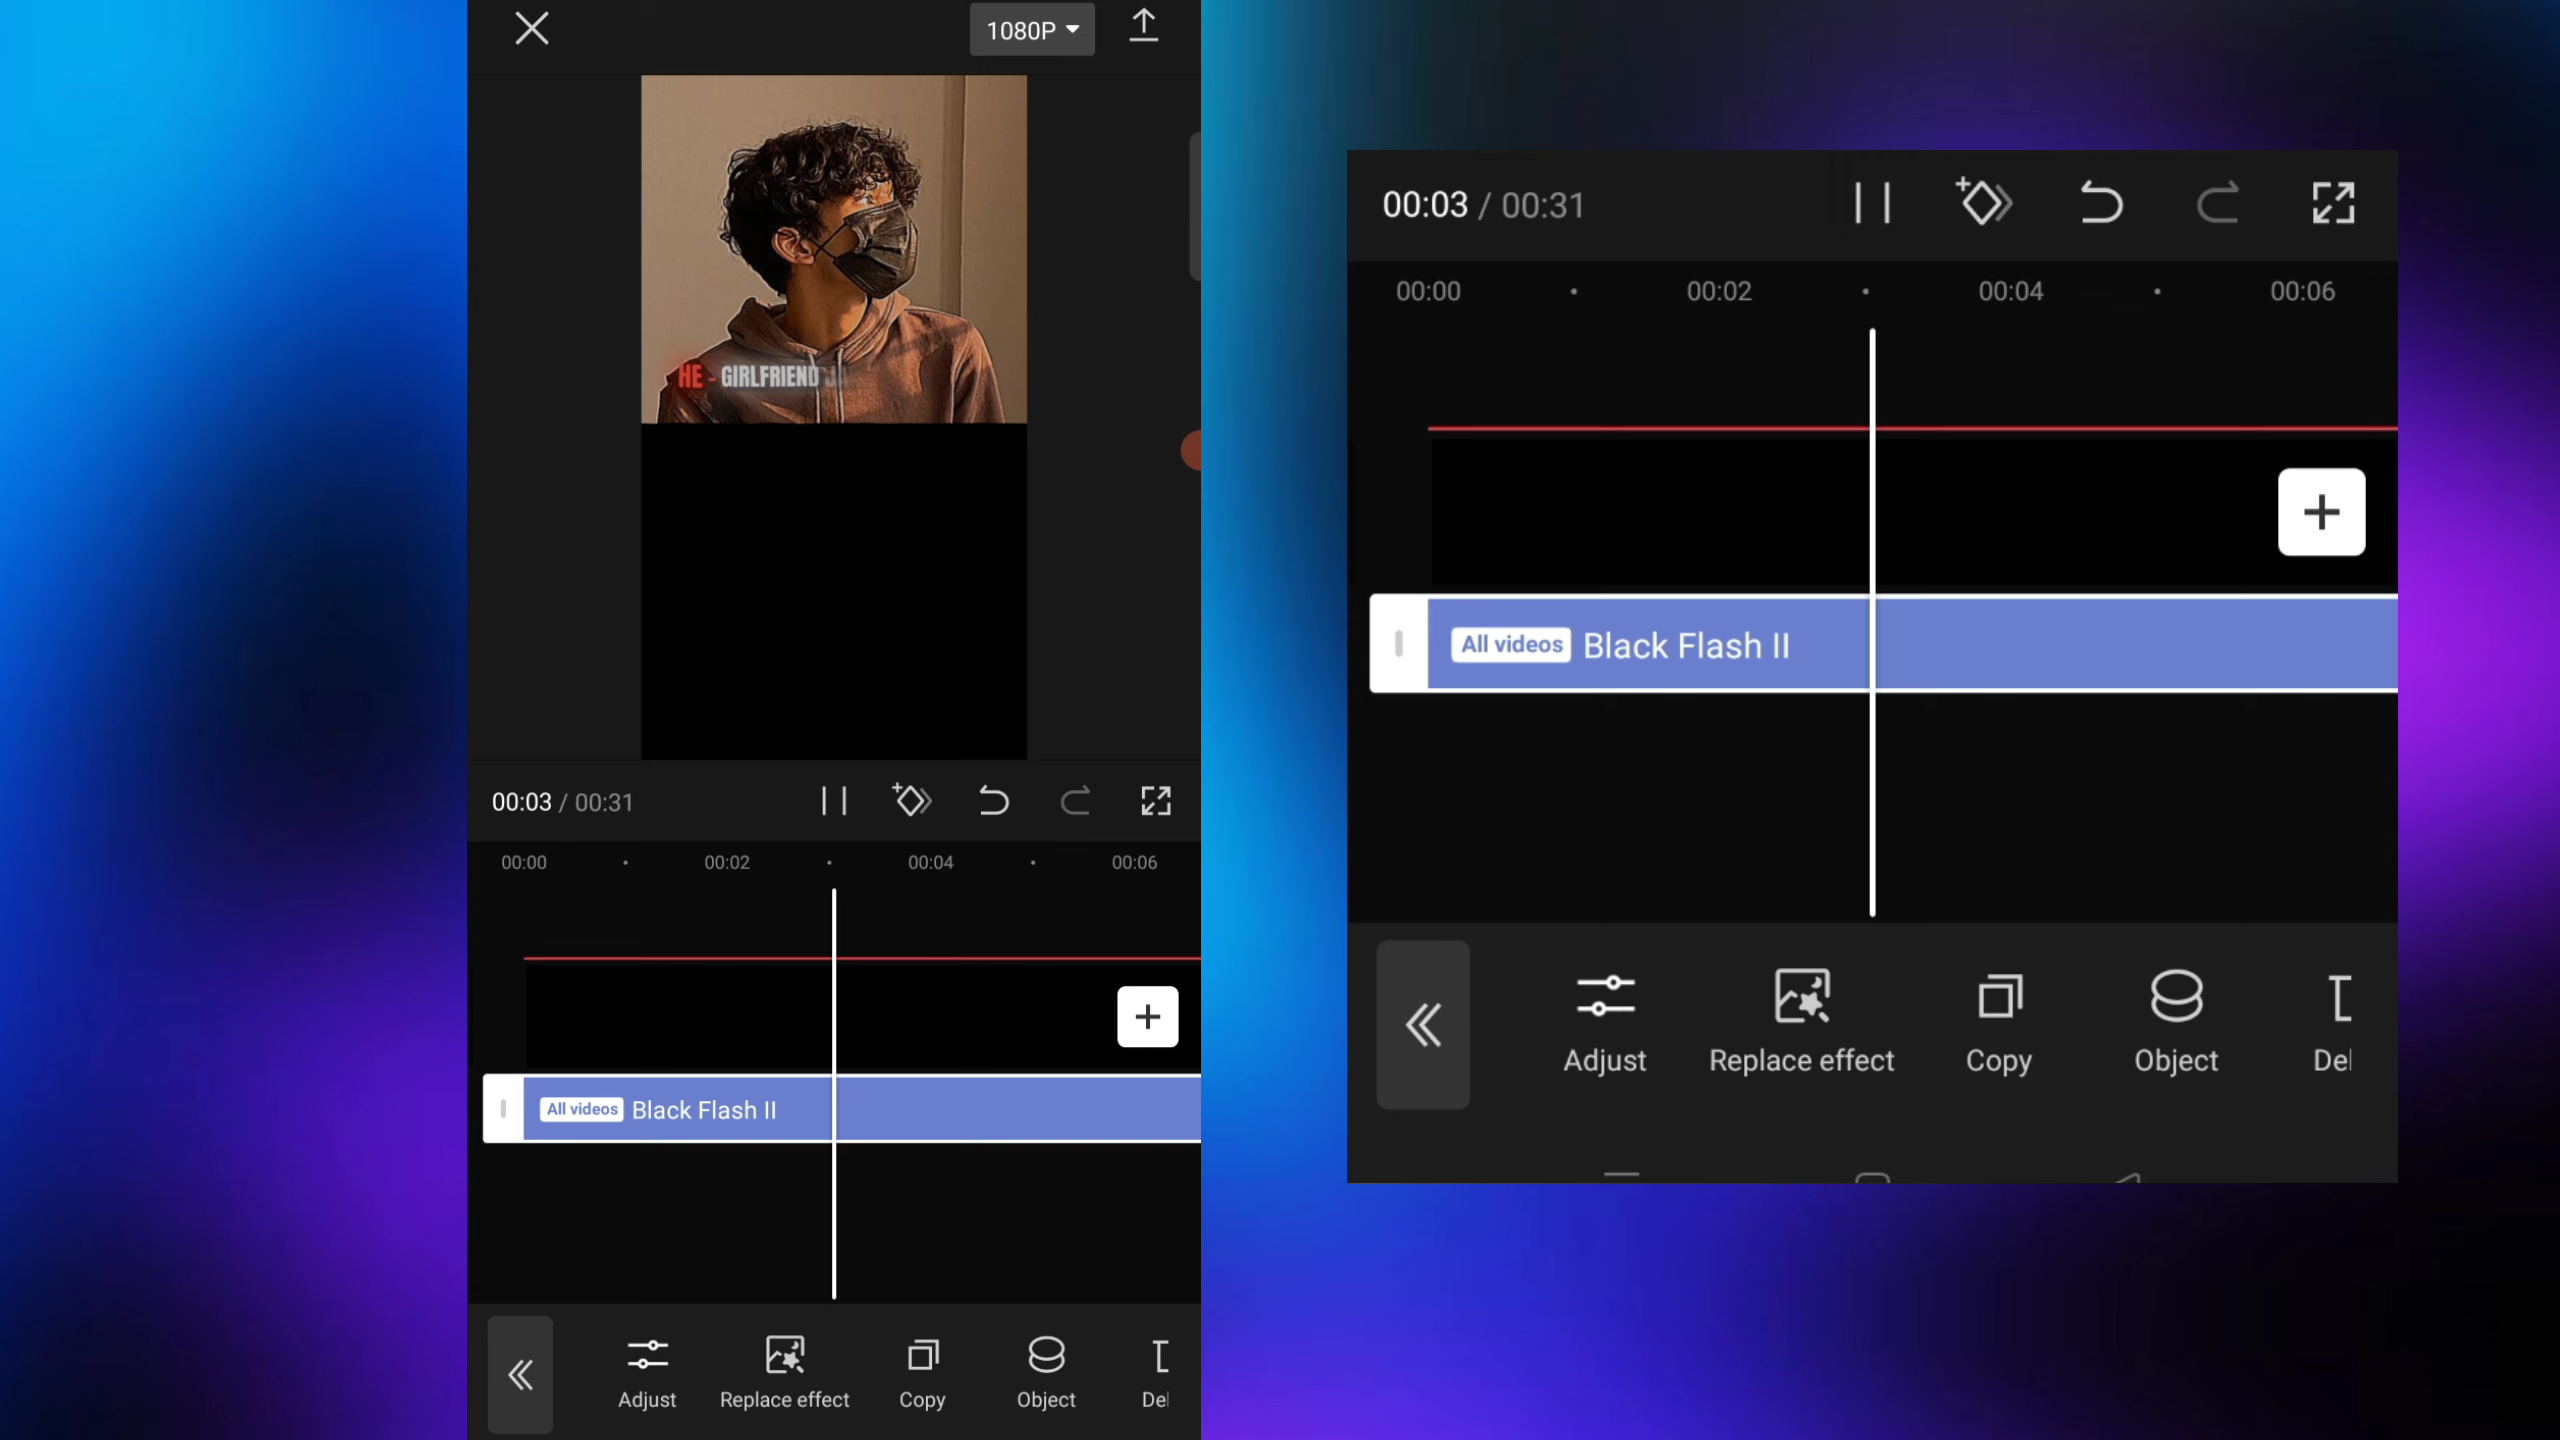 1080P
HE - GIRLFRIEND
00:03 / 00:31
00:00 00:02 00:04 00:06
All videos Black Flash II
Adjust Replace effect Copy Object Del
00:03 / 00:31
00:00 00:02 00:04 00:06
All videos Black Flash II
Adjust Replace effect Copy Object Del